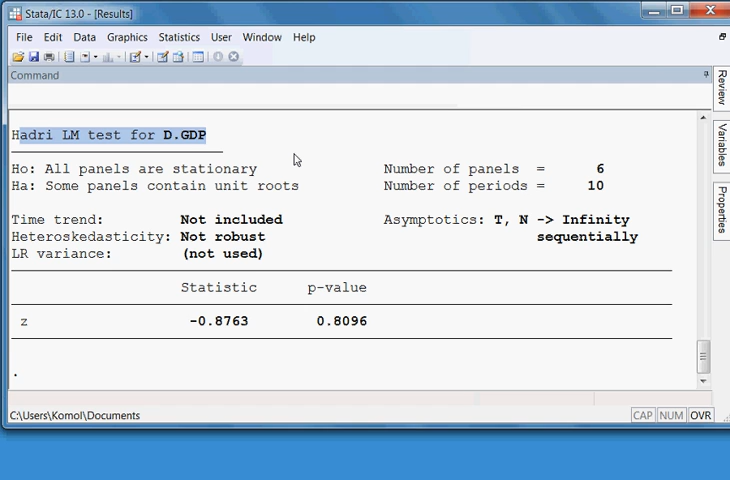 Stata/IC 13.0 - [Results]
File Edit Data Graphics Statistics User Window Help
Command
Review
Variables
Properties
Hadri LM test for D.GDP
Ho: All panels are stationary Number of panels = 6
Ha: Some panels contain unit roots Number of periods = 10
Time trend: Not included Asymptotics: T, N -> Infinity
Heteroskedasticity: Not robust sequentially
LR variance: (not used)
Statistic p-value
z -0.8763 0.8096
.
C:\Users\Komol\Documents CAP NUM OVR